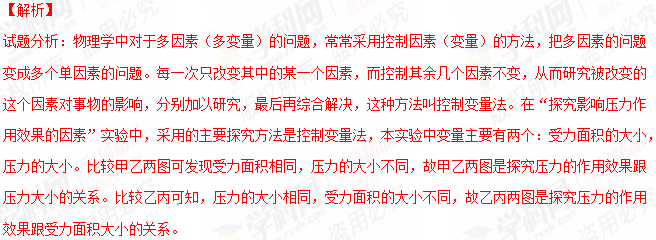 【解析】
试题分析：物理学中对于多因素（多变量）的问题，常常采用控制因素（变量）的方法，把多因素的问题
变成多个单因素的问题。每一次只改变其中的某一个因素，而控制其余几个因素不变，从而研究被改变的
这个因素对事物的影响，分别加以研究，最后再综合解决，这种方法叫控制变量法。在“探究影响压力作
用效果的因素”实验中，采用的主要探究方法是控制变量法，本实验中变量主要有两个：受力面积的大小，
压力的大小。比较甲乙两图可发现受力面积相同，压力的大小不同，故甲乙两图是探究压力的作用效果跟
压力大小的关系。比较乙丙可知，压力的大小相同，受力面积的大小不同，故乙丙两图是探究压力的作用
效果跟受力面积大小的关系。